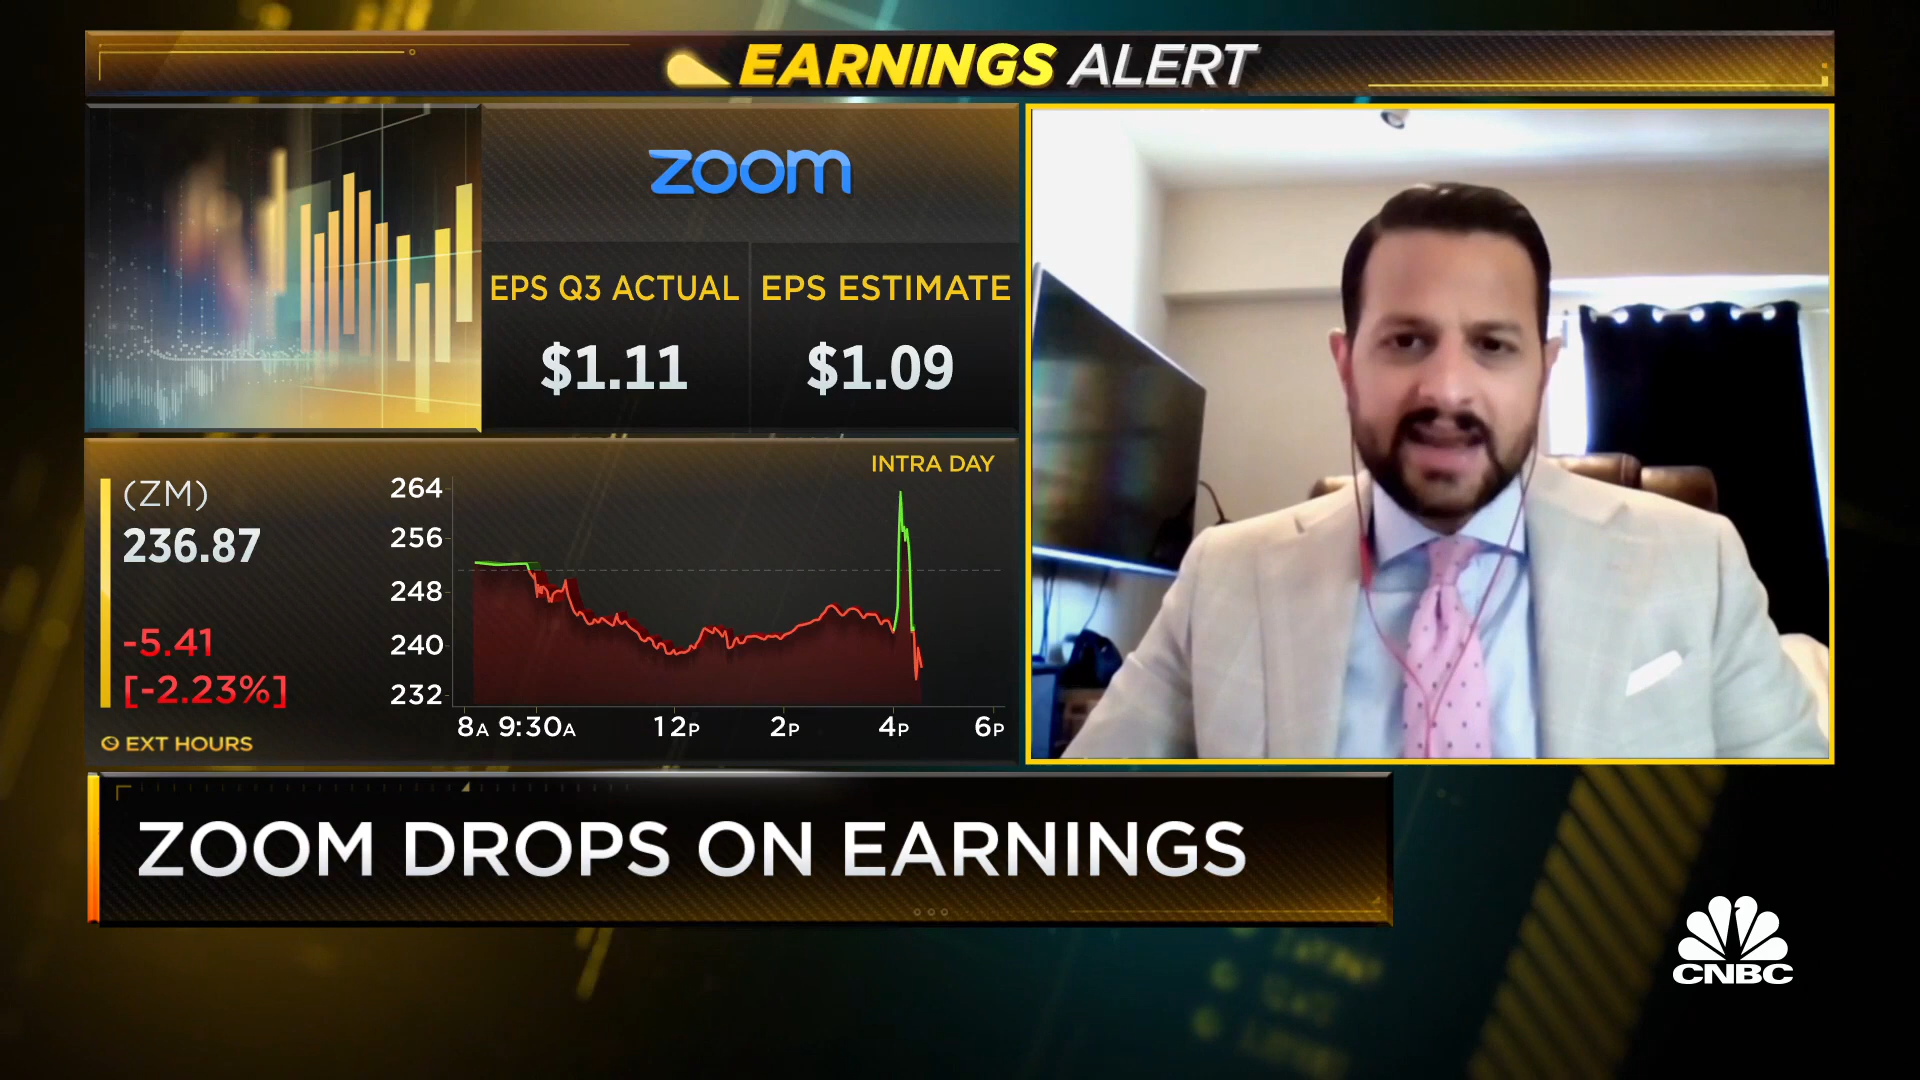 EARNINGS ALERT
zoom
EPS Q3 ACTUAL
$1.11
EPS ESTIMATE
$1.09
INTRA DAY
(ZM)
236.87
-5.41
[-2.23%]
EXT HOURS
264
256
248
240
232
8A 9:30A 12P 2P 4P 6P
ZOOM DROPS ON EARNINGS
CNBC